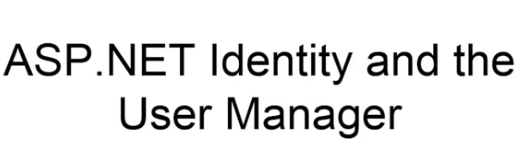 ASP.NET Identity and the
User Manager